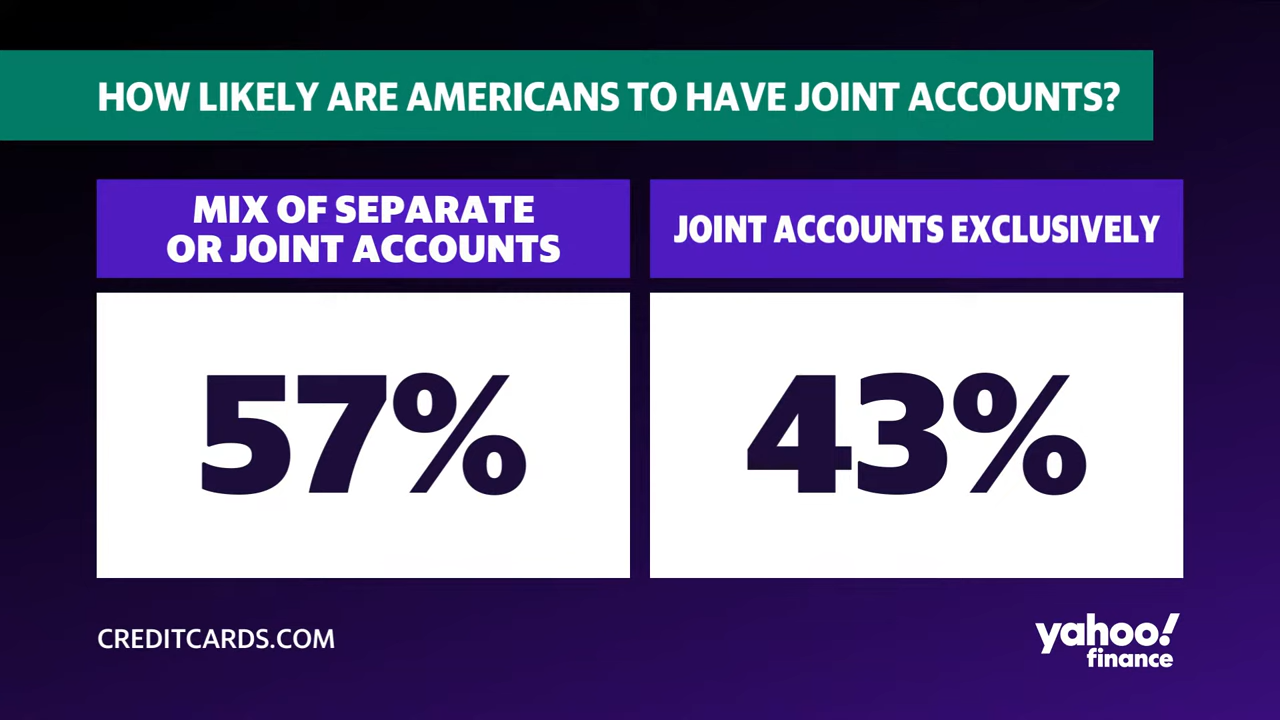 HOW LIKELY ARE AMERICANS TO HAVE JOINT ACCOUNTS?
MIX OF SEPARATE
OR JOINT ACCOUNTS
57%
JOINT ACCOUNTS EXCLUSIVELY
43%
CREDITCARDS.COM
yahoo!
finance